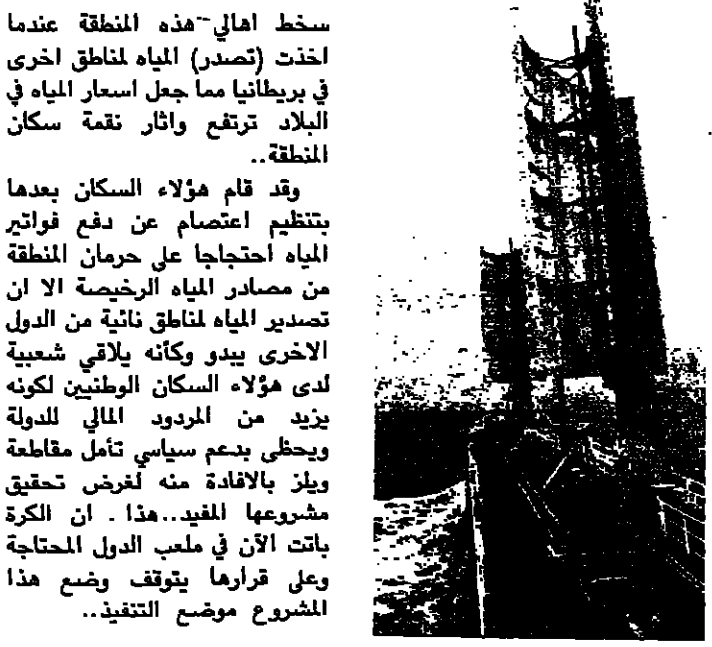 سخط اهالي هذه المنطقة عندما
اخذت (تصدر) المياه لمناطق اخرى
في بريطانيا مما جعل اسعار المياه في
البلاد ترتفع واثار نقمة سكان
المنطقة..
وقد قام هؤلاء السكان بعدها
بتنظيم اعتصام عن دفع فواتير
المياه احتجاجا على حرمان المنطقة
من مصادر المياه الرخيصة الا ان
تصدير المياه لمناطق نائية من الدول
الاخرى يبدو وكأنه يلاقي شعبية
لدى هؤلاء السكان الوطنيين لكونه
يزيد من المردود المالي للدولة
ويحظى بدعم سياسي تأمل مقاطعة
ويلز بالافادة منه لغرض تحقيق
مشروعها المفيد..هذا . ان الكرة
باتت الآن في ملعب الدول المحتاجة
وعلى قرارها يتوقف وضع هذا
المشروع موضع التنفيذ..